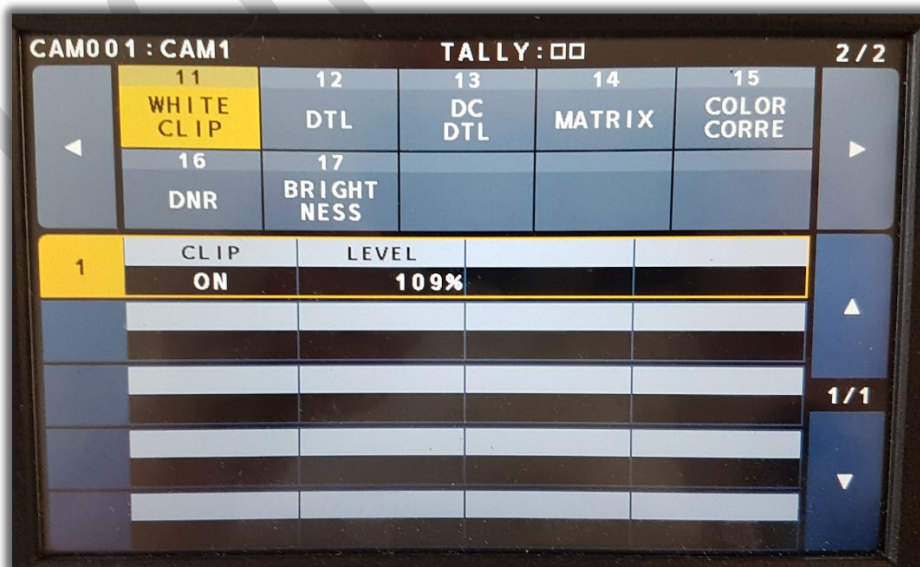 CAM001:CAM1 TALLY:□□ 2/2
11 12 13 14 15
WHITE CLIP DTL DC DTL MATRIX COLOR CORRE
◀ ▶
16 17
DNR BRIGHT NESS
CLIP LEVEL
1 ON 109%
▲
1/1
▼